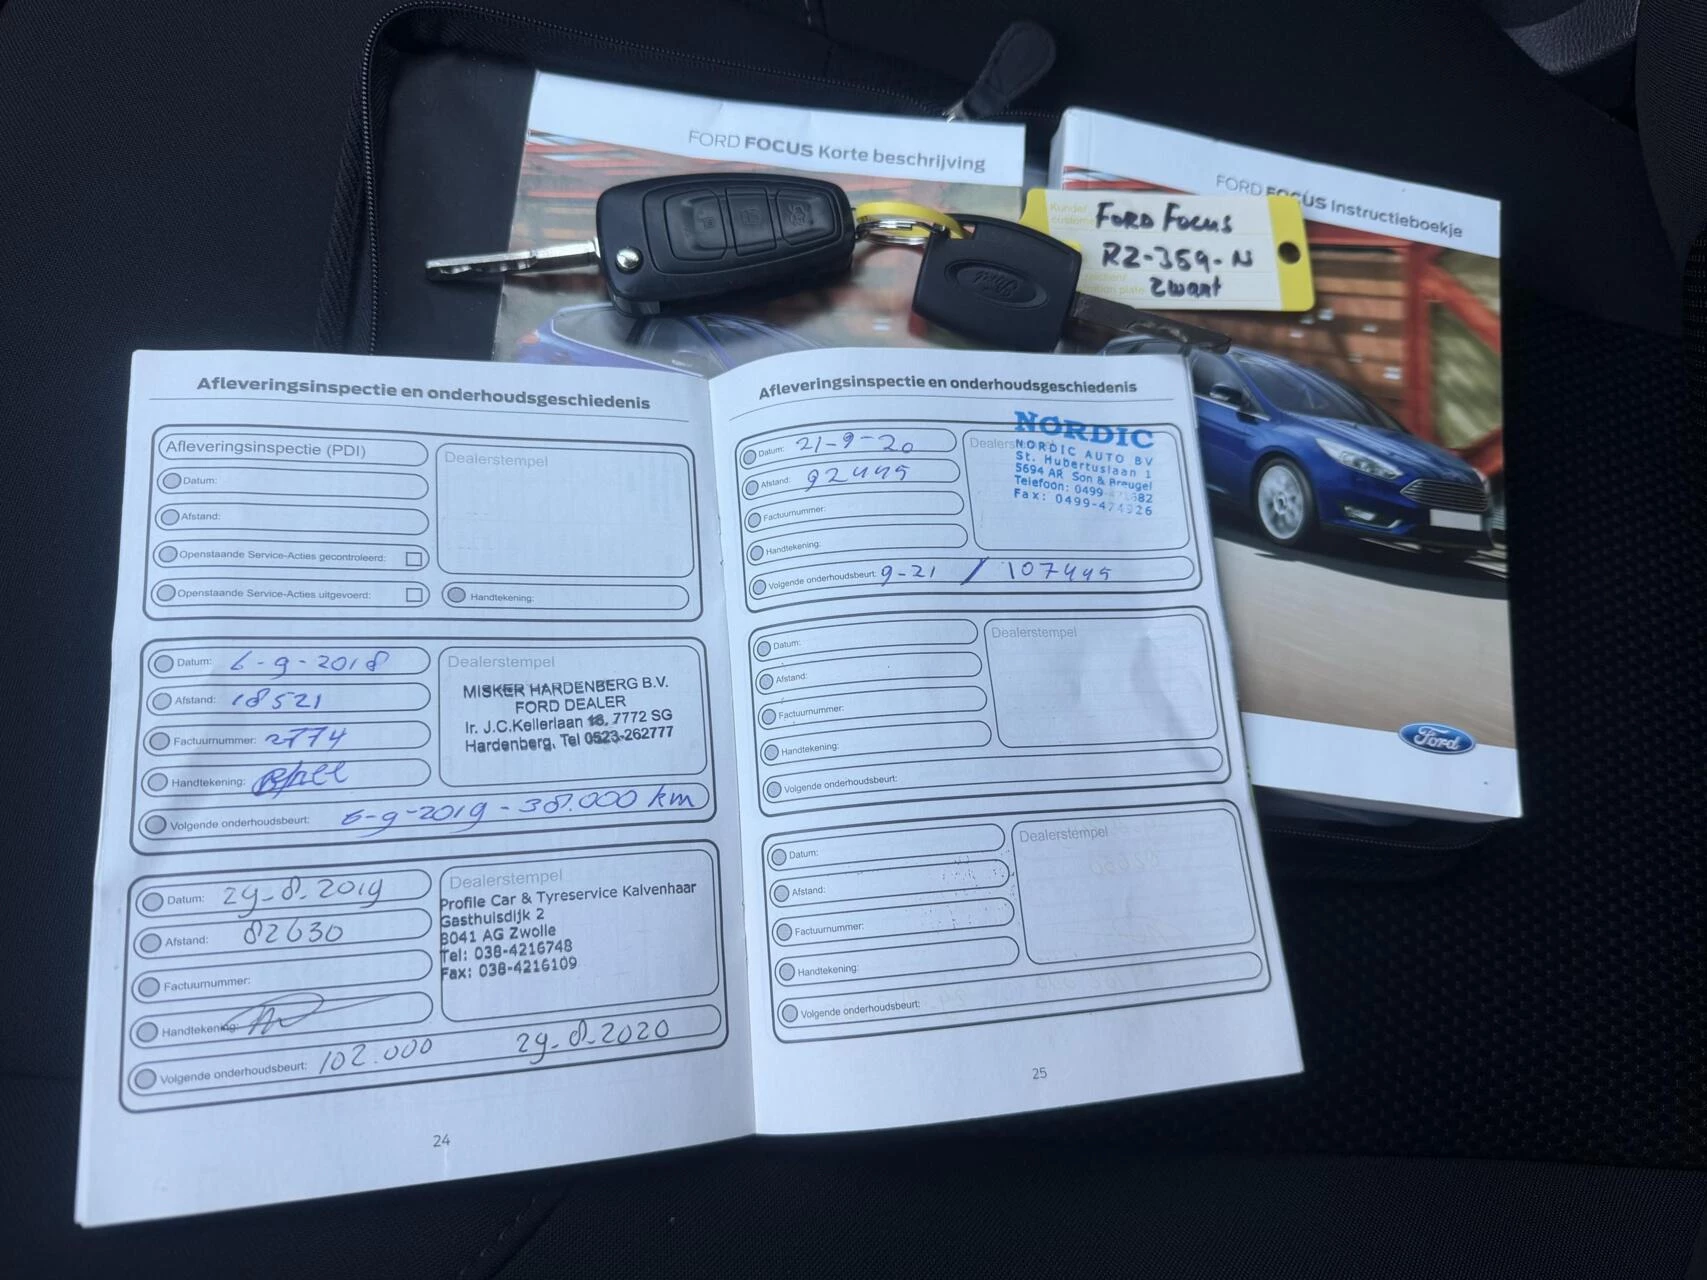 FORD FOCUS Korte beschrijving
FORD FOCUS Instructieboekje
FORD FOCUS
RZ-359-N
Zwart
Ford
Ford
Afleveringsinspectie en onderhoudsgeschiedenis
Afleveringsinspectie (PDI)
Datum:
Afstand:
Openstaande Service-Acties gecontroleerd:
Openstaande Service-Acties uitgevoerd:
Dealerstempel
Handtekening:
Datum: 6-9-2018
Afstand: 18521
Factuurnummer: 2774
Handtekening:
Volgende onderhoudsbeurt: 6-9-2019 - 38.000 km
Dealerstempel
MISKER HARDENBERG B.V.
FORD DEALER
Ir. J.C.Kellerlaan 18, 7772 SG
Hardenberg, Tel 0523-262777
Datum: 29-8-2019
Afstand: 82630
Factuurnummer:
Handtekening:
Volgende onderhoudsbeurt: 102.000 29-8-2020
Dealerstempel
Profile Car & Tyreservice Kalvenhaar
Gasthuisdijk 2
8041 AG Zwolle
Tel: 038-4216748
Fax: 038-4216109
24
Afleveringsinspectie en onderhoudsgeschiedenis
Datum: 21-9-20
Afstand: 92445
Factuurnummer:
Handtekening:
Volgende onderhoudsbeurt: 9-21 / 107445
NORDIC
NORDIC AUTO BV
St. Hubertuslaan 1
5694 AR Son & Breugel
Telefoon: 0499
Fax: 0499-474926
Datum:
Afstand:
Factuurnummer:
Handtekening:
Volgende onderhoudsbeurt:
Dealerstempel
Datum:
Afstand:
Factuurnummer:
Handtekening:
Volgende onderhoudsbeurt:
Dealerstempel
25